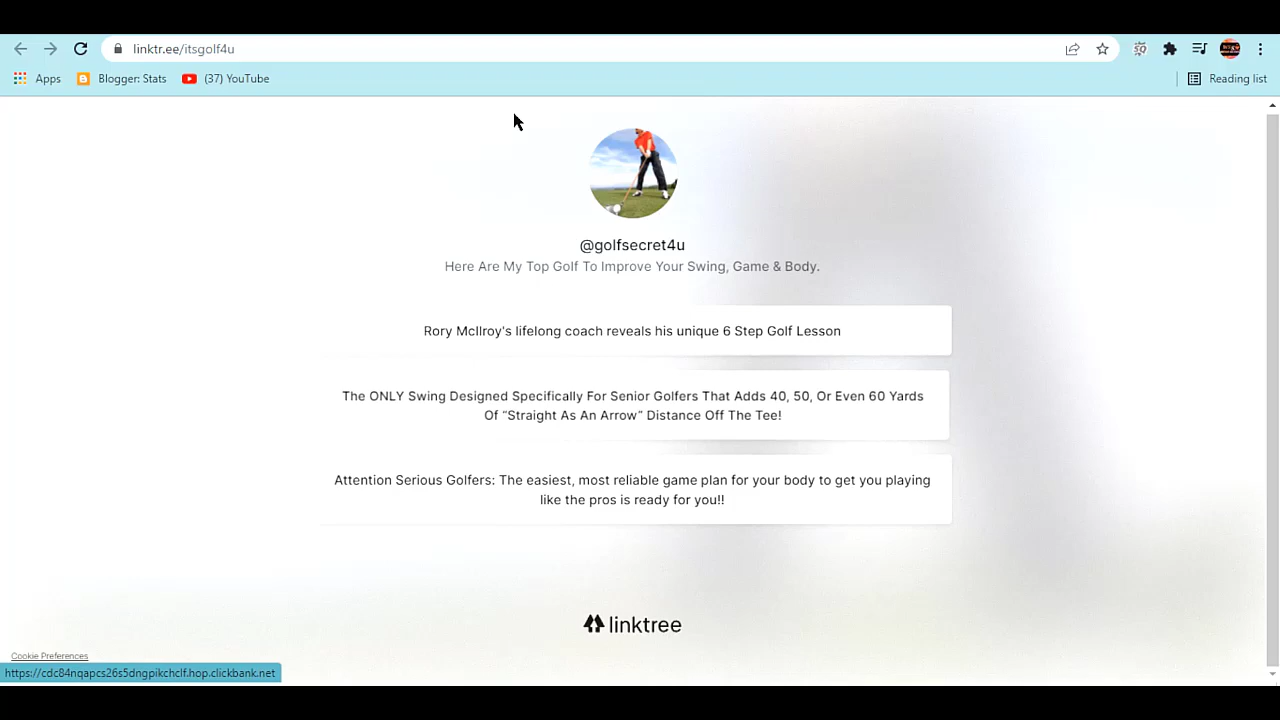 linktr.ee/itsgolf4u
Apps
Blogger: Stats
(37) YouTube
Reading list
@golfsecret4u
Here Are My Top Golf To Improve Your Swing, Game & Body.
Rory McIlroy's lifelong coach reveals his unique 6 Step Golf Lesson
The ONLY Swing Designed Specifically For Senior Golfers That Adds 40, 50, Or Even 60 Yards
Of “Straight As An Arrow” Distance Off The Tee!
Attention Serious Golfers: The easiest, most reliable game plan for your body to get you playing
like the pros is ready for you!!
linktree
Cookie Preferences
https://cdc84nqapcs26s5dngpikchclf.hop.clickbank.net